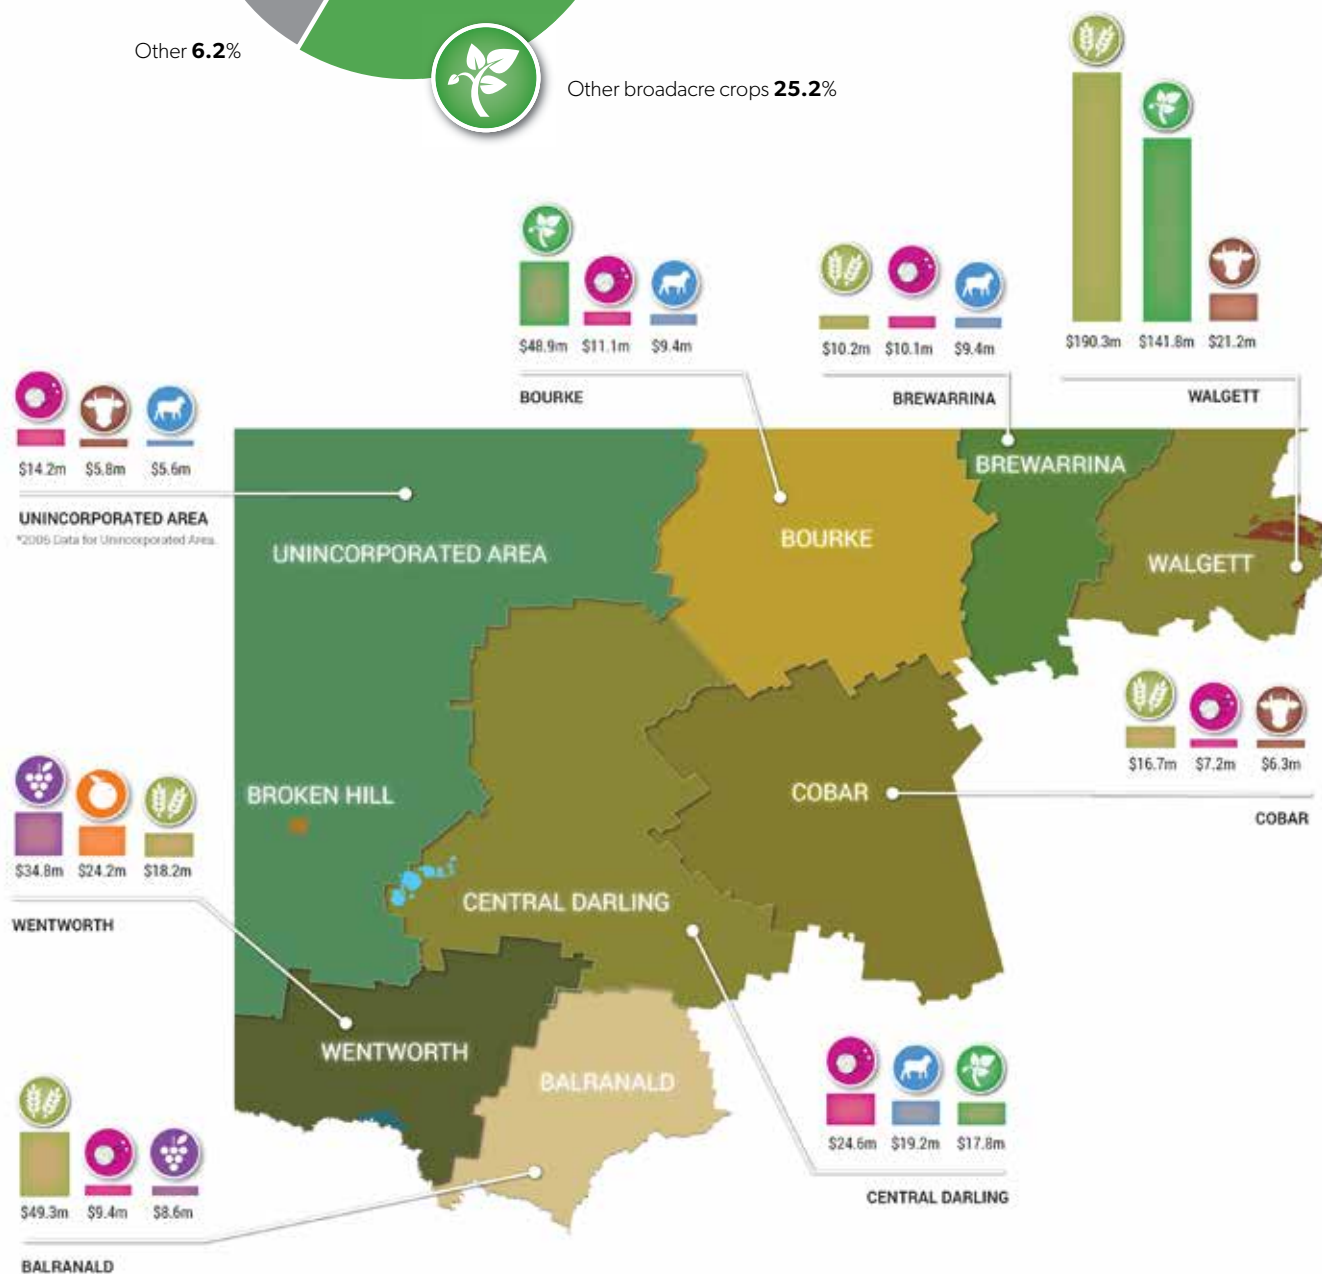 Other 6.2%
Other broadacre crops 25.2%
$190.3m $141.8m $21.2m
WALGETT
$48.9m $11.1m $9.4m
BOURKE
$10.2m $10.1m $9.4m
BREWARRINA
$14.2m $5.8m $5.6m
UNINCORPORATED AREA
*2006 Data for Unincorporated Area.
UNINCORPORATED AREA
BOURKE
BREWARRINA
WALGETT
$16.7m $7.2m $6.3m
COBAR
BROKEN HILL
COBAR
CENTRAL DARLING
$34.8m $24.2m $18.2m
WENTWORTH
WENTWORTH
BALRANALD
$24.6m $19.2m $17.8m
CENTRAL DARLING
$49.3m $9.4m $8.6m
BALRANALD